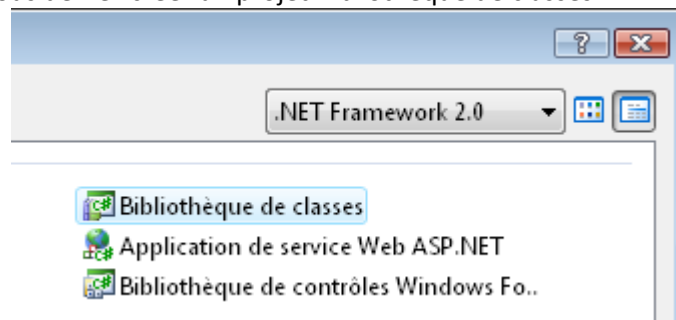 .NET Framework 2.0
Bibliothèque de classes
Application de service Web ASP.NET
Bibliothèque de contrôles Windows Fo..